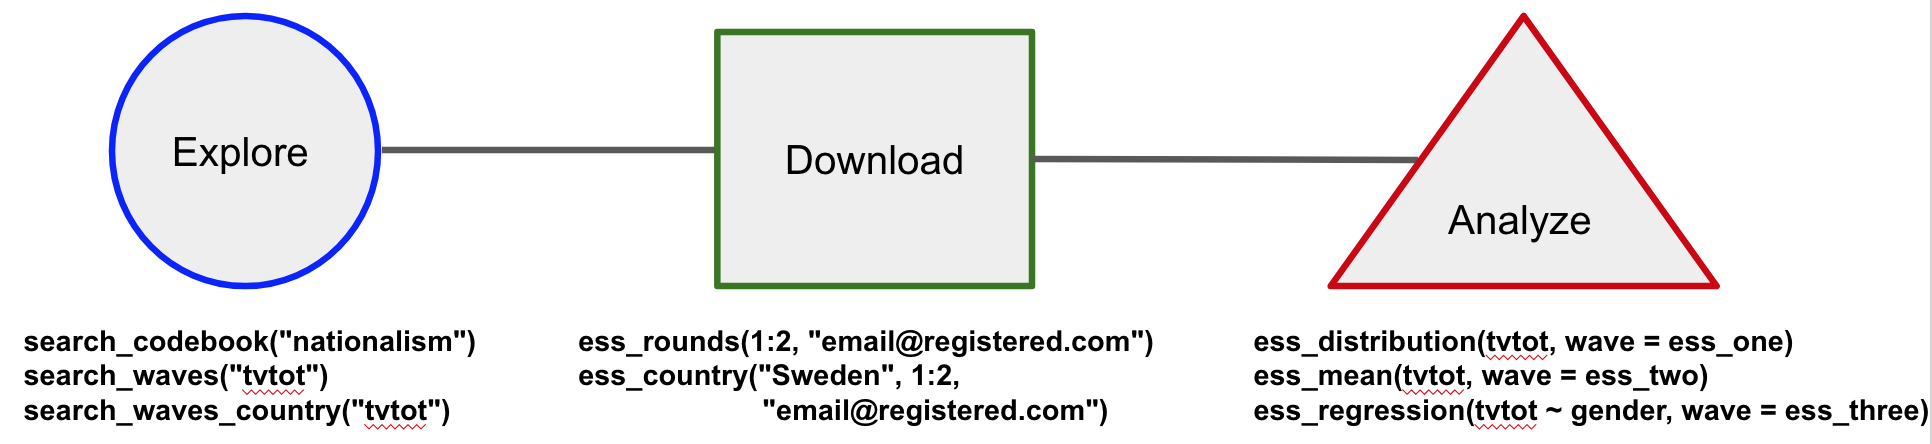 Explore
Download
Analyze
search_codebook("nationalism")
search_waves("tvtot")
search_waves_country("tvtot")
ess_rounds(1:2, "email@registered.com")
ess_country("Sweden", 1:2,
"email@registered.com")
ess_distribution(tvtot, wave = ess_one)
ess_mean(tvtot, wave = ess_two)
ess_regression(tvtot ~ gender, wave = ess_three)